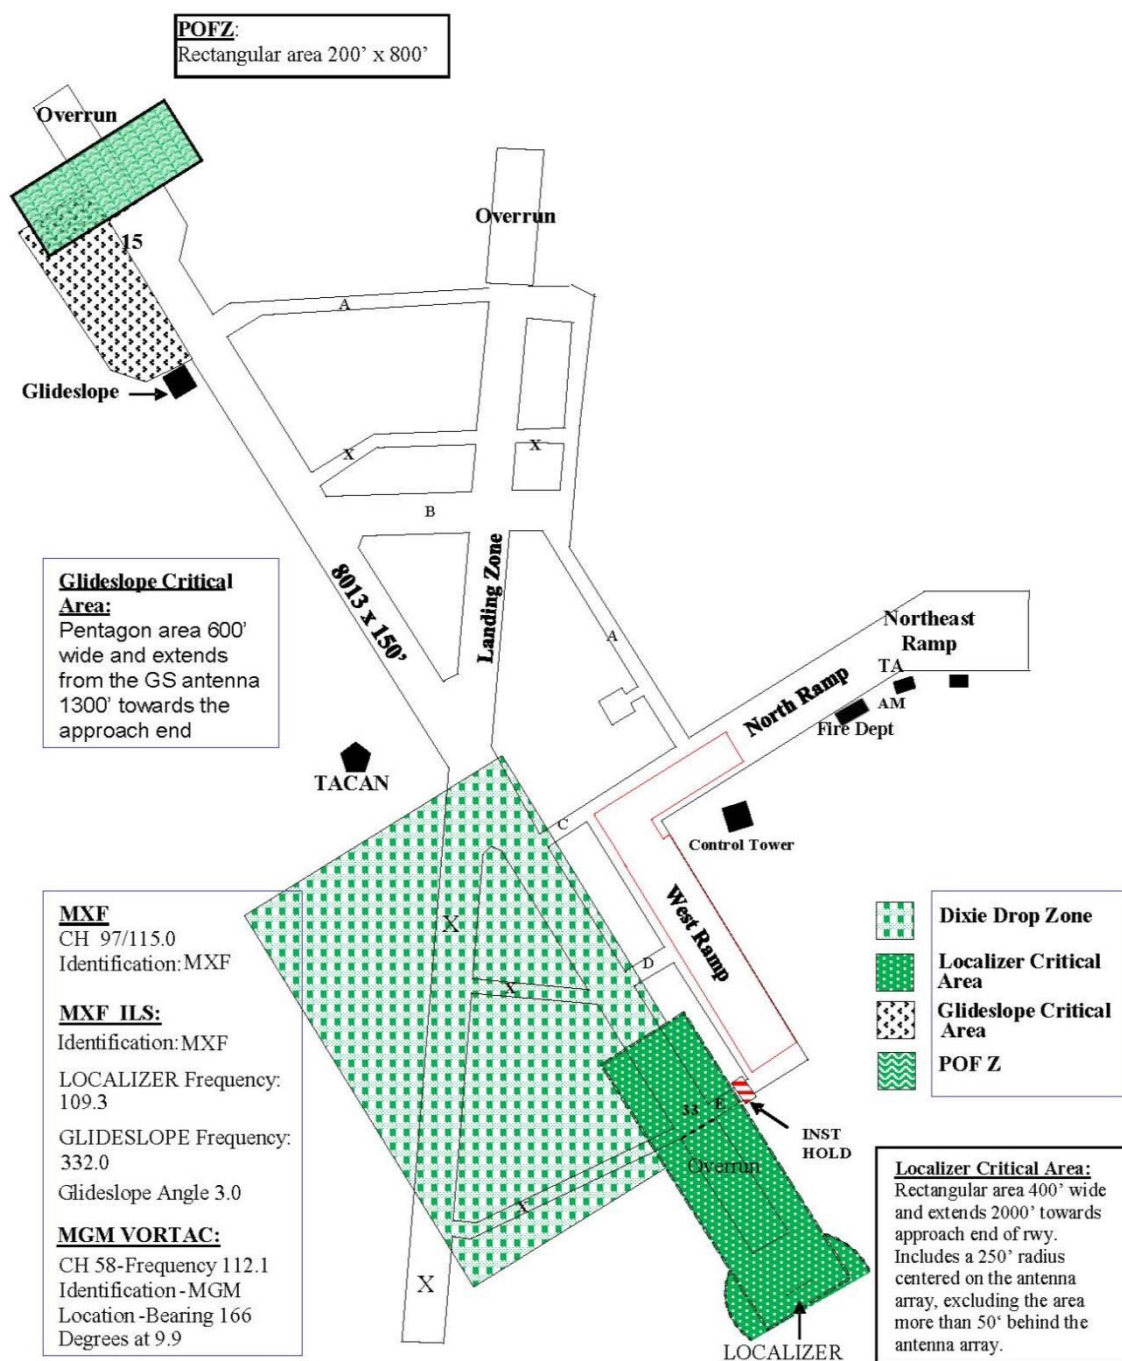 POFZ:
Rectangular area 200’ x 800’
Overrun
Overrun
15
A
Glideslope
X
X
B
8013 x 150’
Landing Zone
A
Glideslope Critical
Area:
Pentagon area 600’
wide and extends
from the GS antenna
1300’ towards the
approach end
Northeast
Ramp
TA
AM
North Ramp
Fire Dept
TACAN
C
Control Tower
West Ramp
X
D
X
MXF
CH 97/115.0
Identification: MXF
MXF ILS:
Identification: MXF
LOCALIZER Frequency:
109.3
GLIDESLOPE Frequency:
332.0
Glideslope Angle 3.0
MGM VORTAC:
CH 58-Frequency 112.1
Identification -MGM
Location -Bearing 166
Degrees at 9.9
Dixie Drop Zone
Localizer Critical
Area
Glideslope Critical
Area
POF Z
33
E
INST
HOLD
Overrun
X
X
LOCALIZER
Localizer Critical Area:
Rectangular area 400’ wide
and extends 2000’ towards
approach end of rwy.
Includes a 250’ radius
centered on the antenna
array, excluding the area
more than 50‘ behind the
antenna array.